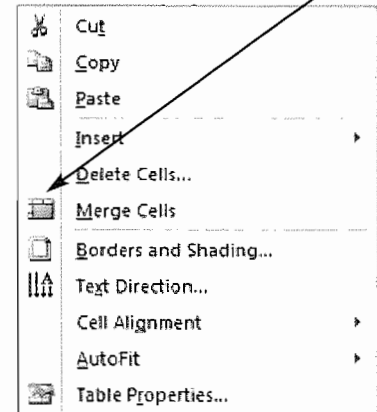 Cut
Copy
Paste
Insert
Delete Cells...
Merge Cells
Borders and Shading...
Text Direction...
Cell Alignment
AutoFit
Table Properties...